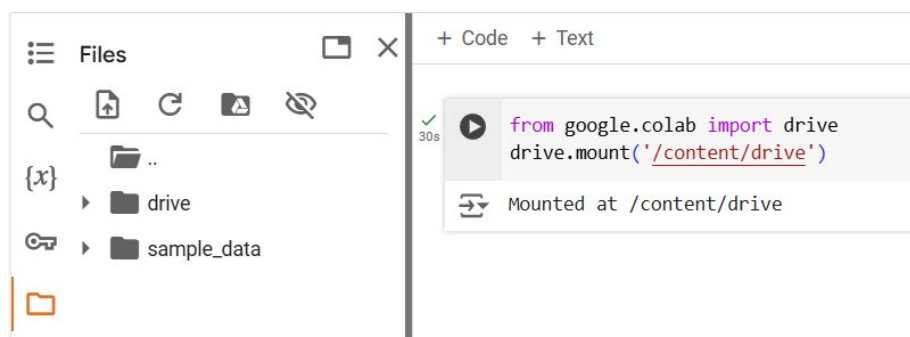 Files
{x}
..
drive
sample_data
+ Code + Text
30s
from google.colab import drive
drive.mount('/content/drive')
Mounted at /content/drive